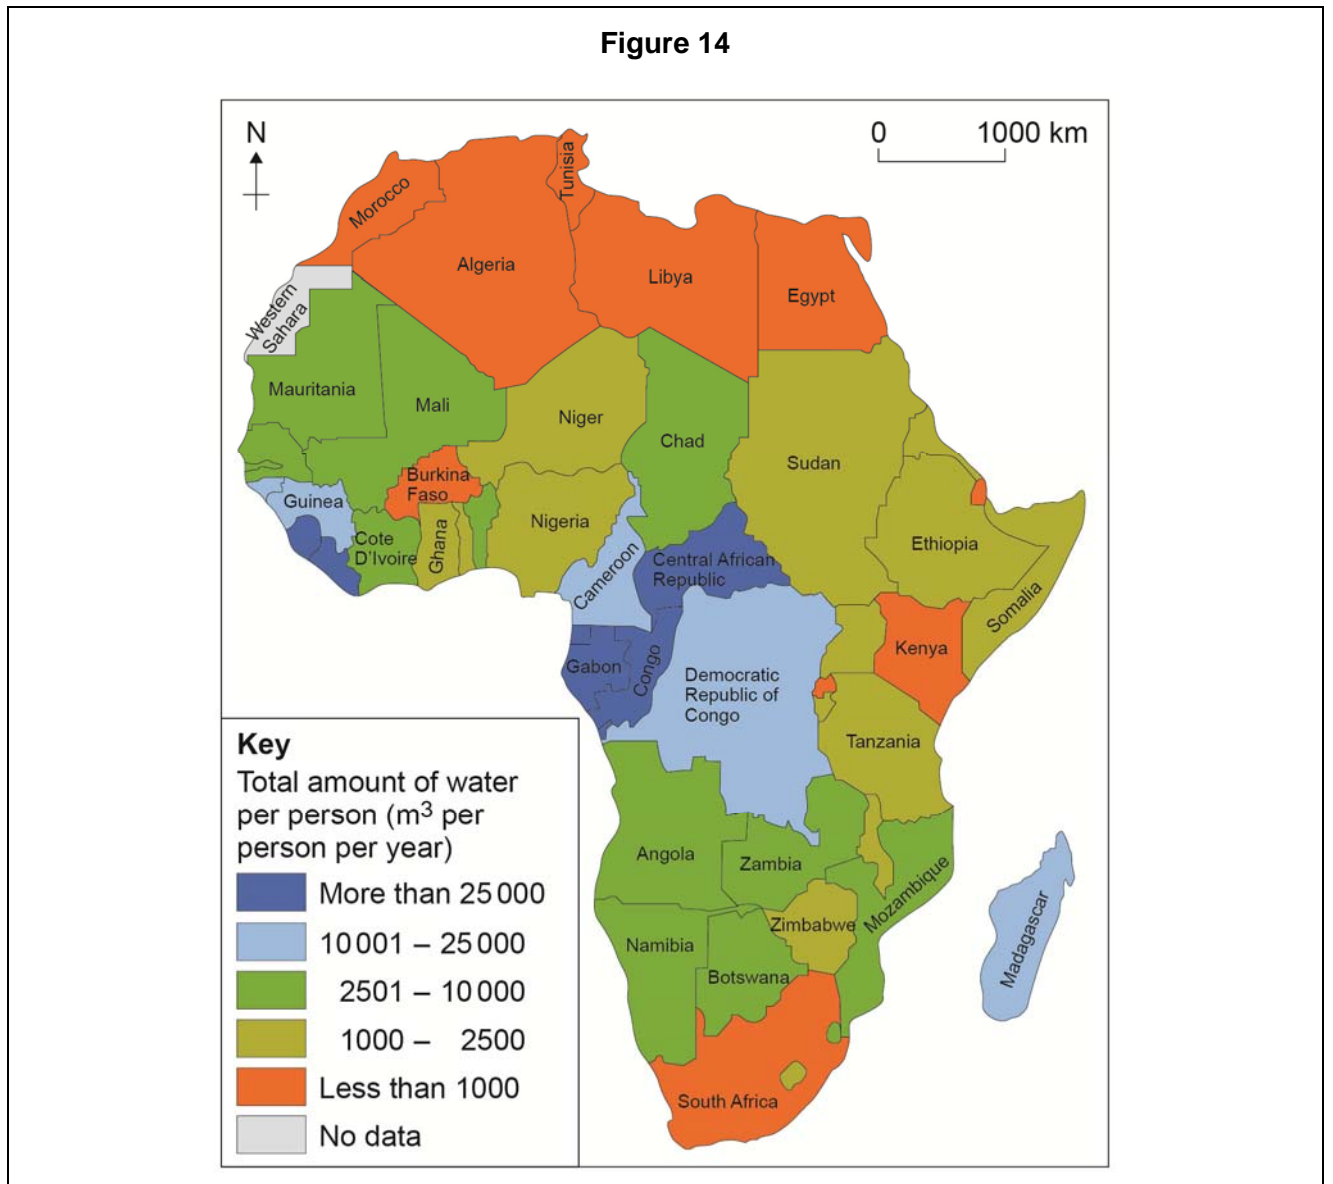 Figure 14
N
0 1000 km
Tunisia
Morocco
Algeria
Libya
Egypt
Western
Sahara
Mauritania
Mali
Niger
Chad
Sudan
Burkina
Faso
Guinea
Nigeria
Ghana
Cote
D'Ivoire
Ethiopia
Cameroon
Central African
Republic
Somalia
Kenya
Gabon
Congo
Democratic
Republic of
Congo
Tanzania
Angola
Zambia
Mozambique
Zimbabwe
Namibia
Botswana
Madagascar
South Africa
Key
Total amount of water
per person (m³ per
person per year)
More than 25 000
10 001 – 25 000
2501 – 10 000
1000 – 2500
Less than 1000
No data